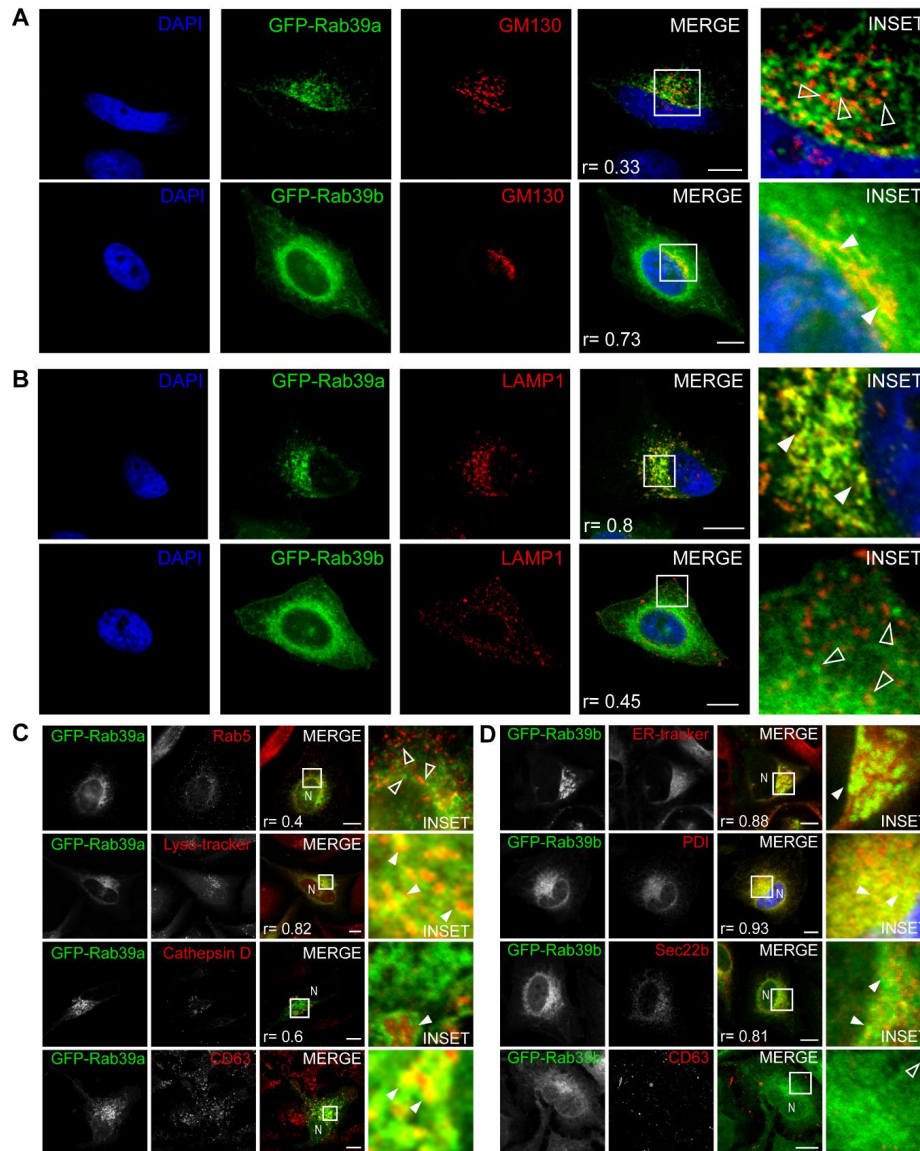 A
DAPI GFP-Rab39a GM130 MERGE INSET
r= 0.33
DAPI GFP-Rab39b GM130 MERGE INSET
r= 0.73
B
DAPI GFP-Rab39a LAMP1 MERGE INSET
r= 0.8
DAPI GFP-Rab39b LAMP1 MERGE INSET
r= 0.45
C
GFP-Rab39a Rab5 MERGE
N
r= 0.4 INSET
GFP-Rab39a Lyso-tracker MERGE
N
r= 0.82 INSET
GFP-Rab39a Cathepsin D MERGE
N
r= 0.6 INSET
GFP-Rab39a CD63 MERGE
N
INSET
D
GFP-Rab39b ER-tracker MERGE
N
r= 0.88 INSET
GFP-Rab39b PDI MERGE
N
r= 0.93 INSET
GFP-Rab39b Sec22b MERGE
N
r= 0.81 INSET
GFP-Rab39b CD63 MERGE
N
INSET